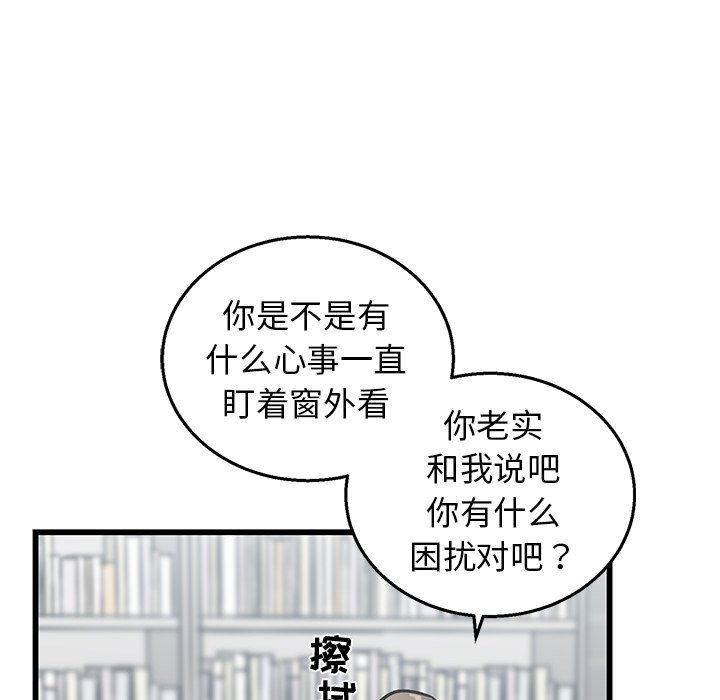 你是不是有
什么心事一直
盯着窗外看
你老实
和我说吧
你有什么
困扰对吧？
擦
拭